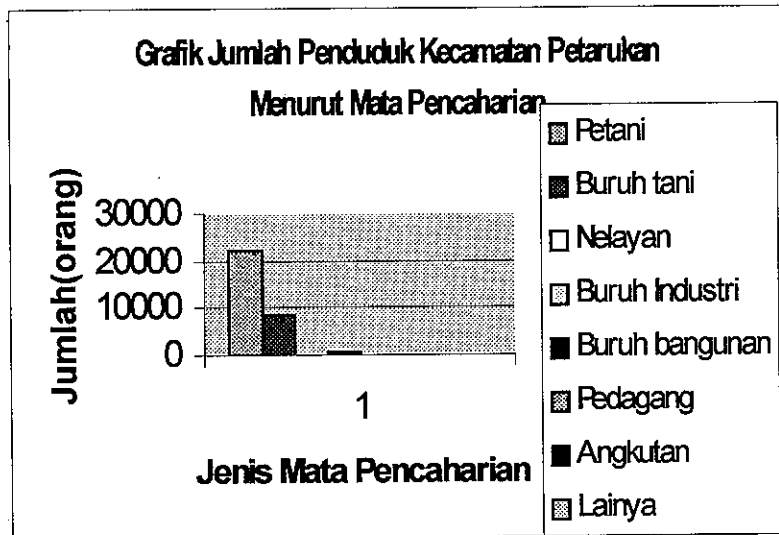 Grafik Jumlah Penduduk Kecamatan Petarukan
Menurut Mata Pencaharian
Jumlah(orang)
30000
20000
10000
0
1
Jenis Mata Pencaharian
Petani
Buruh tani
Nelayan
Buruh Industri
Buruh bangunan
Pedagang
Angkutan
Lainya